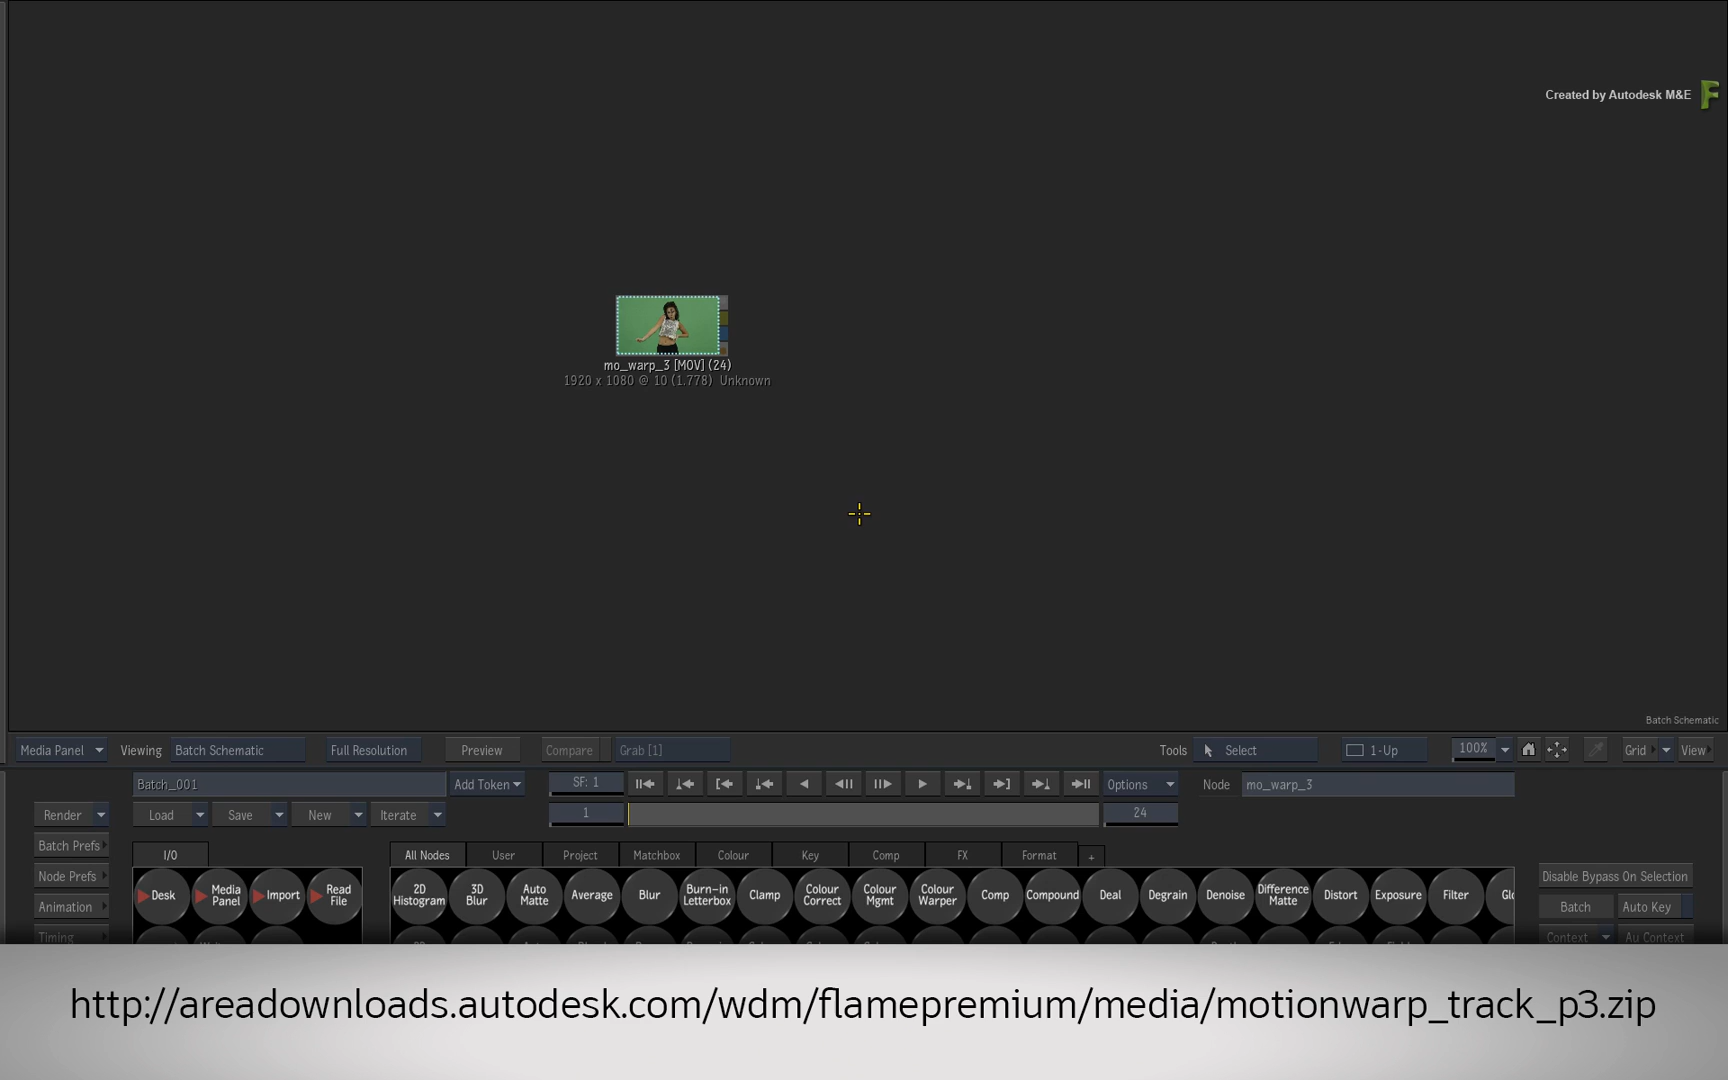 Created by Autodesk M&E
mo_warp_3 [MOV] (24)
1920 x 1080 @ 10 (1.778) Unknown
Batch Schematic
Media Panel Viewing Batch Schematic Full Resolution Preview Compare Grab [1] Tools Select 1-Up 100% Grid View
Batch_001 Add Token SF: 1 Options Node mo_warp_3
Render Load Save New Iterate 1 24
Batch Prefs I/O All Nodes User Project Matchbox Colour Key Comp FX Format +
Node Prefs Disable Bypass On Selection
Desk Media Panel Import Read File 2D Histogram 3D Blur Auto Matte Average Blur Burn-in Letterbox Clamp Colour Correct Colour Mgmt Colour Warper Comp Compound Deal Degrain Denoise Difference Matte Distort Exposure Filter
Animation Batch Auto Key
Timing Context Au Context
http://areadownloads.autodesk.com/wdm/flamepremium/media/motionwarp_track_p3.zip